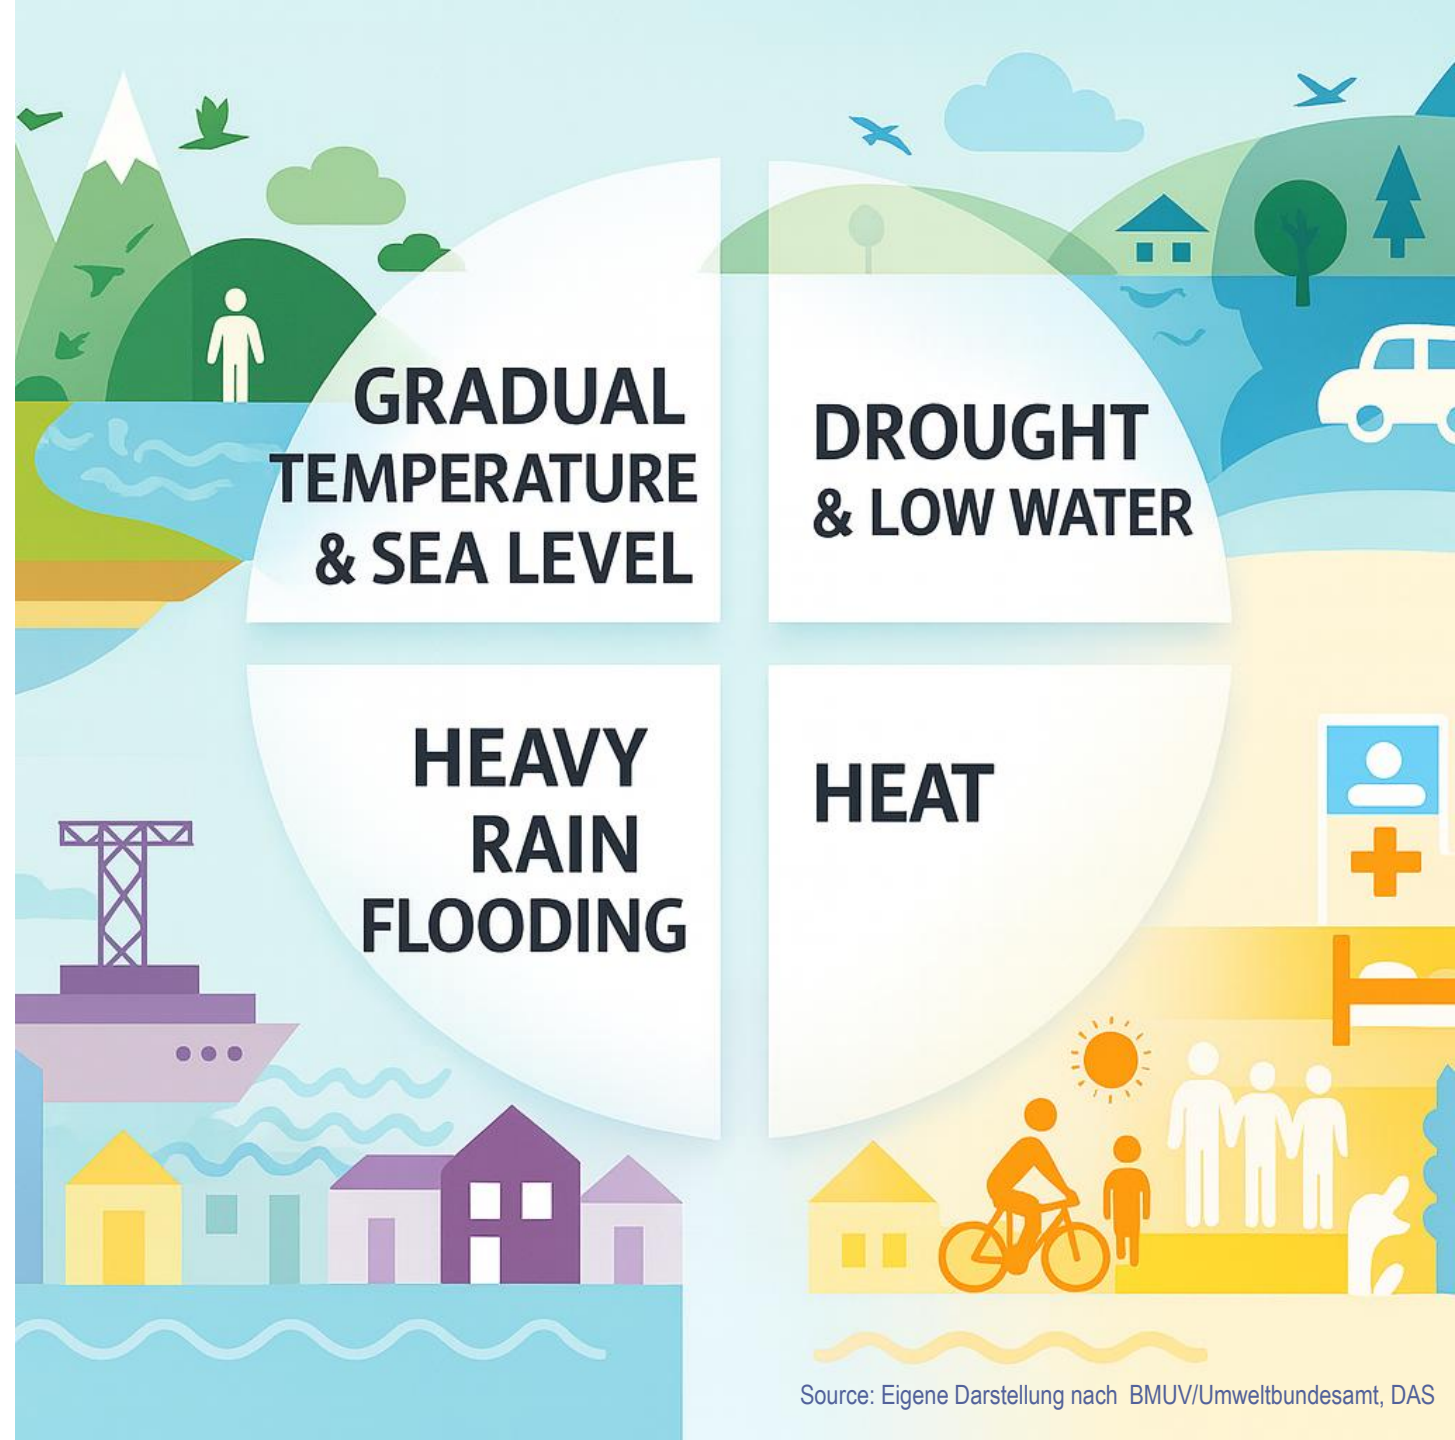 GRADUAL
TEMPERATURE
& SEA LEVEL
DROUGHT
& LOW WATER
HEAVY
RAIN
FLOODING
HEAT
Source: Eigene Darstellung nach BMUV/Umweltbundesamt, DAS